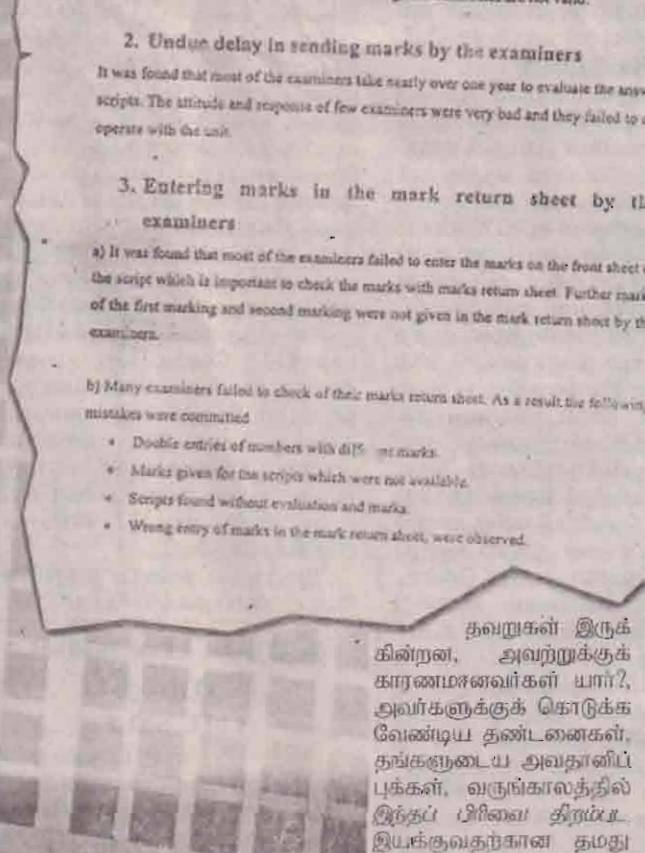 are not valid.
2. Undue delay in sending marks by the examiners
It was found that most of the examiners take nearly over one year to evaluate the answ
scripts. The attitude and response of few examiners were very bad and they failed to c
operate with the unit.
3. Entering marks in the mark return sheet by th
examiners
a) It was found that most of the examiners failed to enter the marks on the front sheet o
the script which is important to check the marks with marks return sheet. Further mark
of the first marking and second marking were not given in the mark return sheet by th
examiners.
b) Many examiners failed to check of their marks return sheet. As a result the following
mistakes were committed
• Double entries of numbers with diff nt marks.
• Marks given for the scripts which were not available.
• Scripts found without evaluation and marks.
• Wrong entry of marks in the mark return sheet, were observed.
தவறுகள் இருக்
கின்றன, அவற்றுக்குக்
காரணமானவர்கள் யார்?,
அவர்களுக்குக் கொடுக்க
வேண்டிய தண்டனைகள்,
தங்களுடைய அவதானிப்
புக்கள், வருங்காலத்தில்
இந்தப் பிரிவை திறம்பட
இயக்குவதற்கான தமது